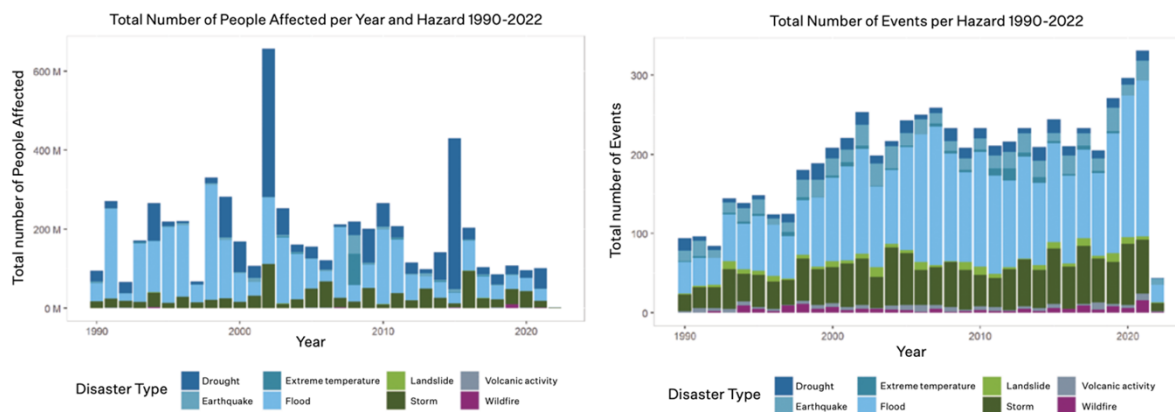 Total Number of People Affected per Year and Hazard 1990-2022
Total number of People Affected
600 M
400 M
200 M
0 M
1990
2000
2010
2020
Year
Disaster Type
Drought
Extreme temperature
Landslide
Volcanic activity
Earthquake
Flood
Storm
Wildfire
Total Number of Events per Hazard 1990-2022
Total number of Events
300
200
100
0
1990
2000
2010
2020
Year
Disaster Type
Drought
Extreme temperature
Landslide
Volcanic activity
Earthquake
Flood
Storm
Wildfire